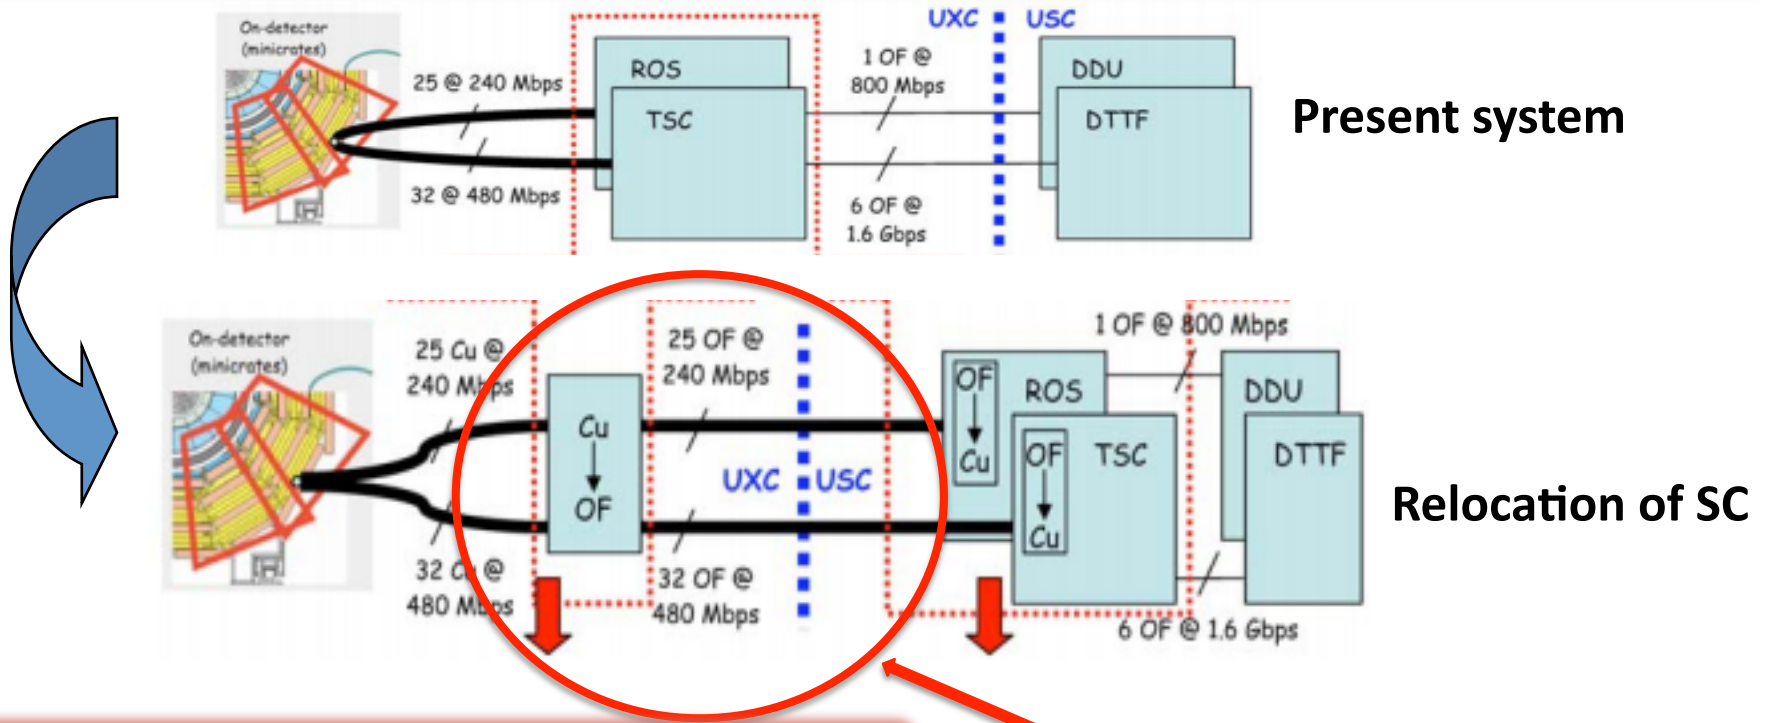 On-detector
(minicrates)
25 @ 240 Mbps
32 @ 480 Mbps
ROS
TSC
1 OF @
800 Mbps
6 OF @
1.6 Gbps
UXC
USC
DDU
DTTF
Present system
On-detector
(minicrates)
25 Cu @
240 Mbps
32 Cu @
480 Mbps
Cu
OF
25 OF @
240 Mbps
UXC
USC
32 OF @
480 Mbps
OF
Cu
ROS
OF
Cu
TSC
1 OF @ 800 Mbps
6 OF @ 1.6 Gbps
DDU
DTTF
Relocation of SC